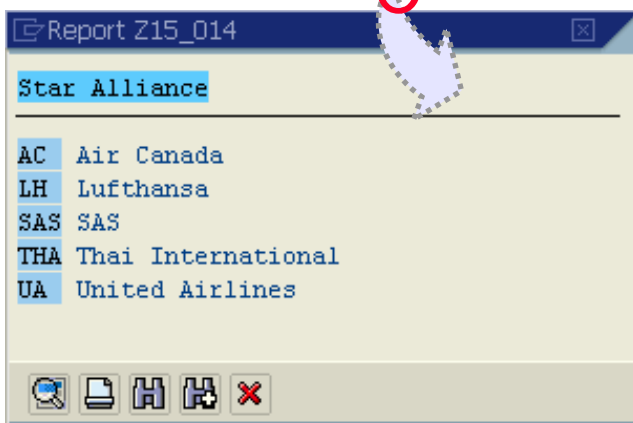 Report Z15_014
Star Alliance
AC Air Canada
LH Lufthansa
SAS SAS
THA Thai International
UA United Airlines